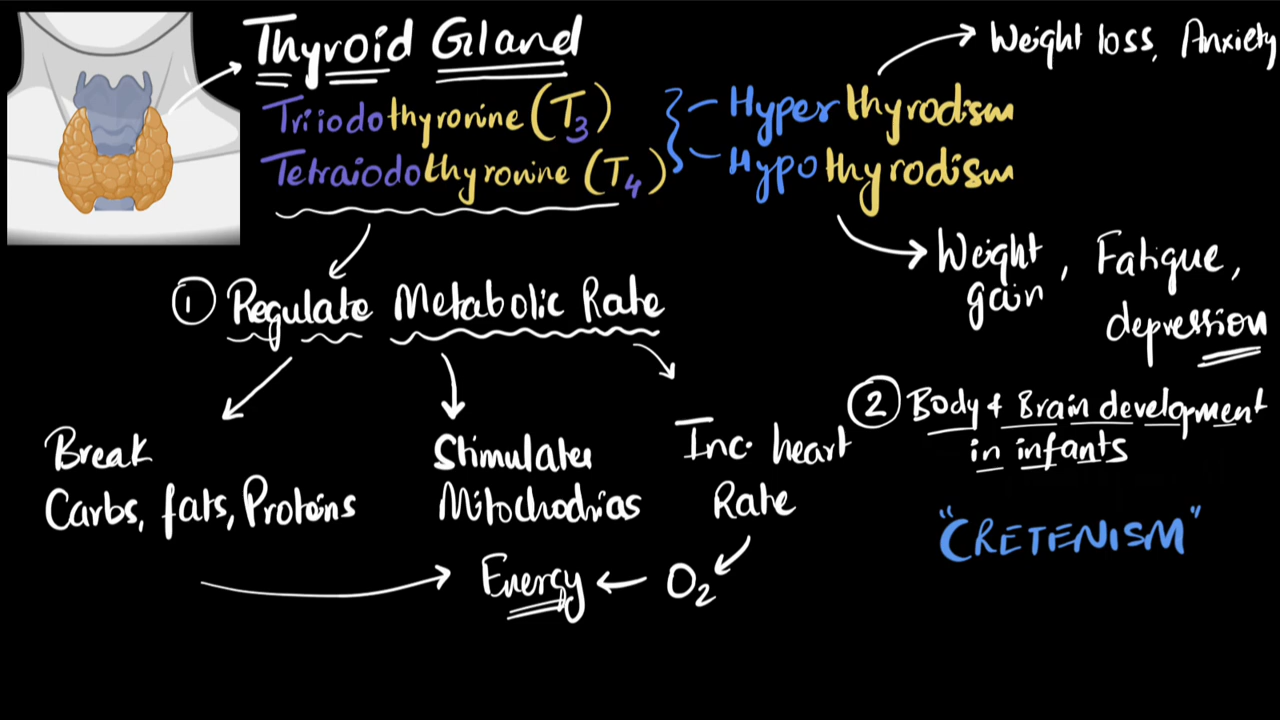 Thyroid Gland
Triiodothyronine (T3)
Tetraiodothyronine (T4)
Hyperthyrodism
Hypothyrodism
Weight loss, Anxiety
Weight gain, Fatigue,
depression
① Regulate Metabolic Rate
Break
Carbs, fats, Proteins
Stimulates
Mitochodrias
Inc. heart
Rate
O2
Energy
② Body & Brain development
in infants
"CRETENISM"